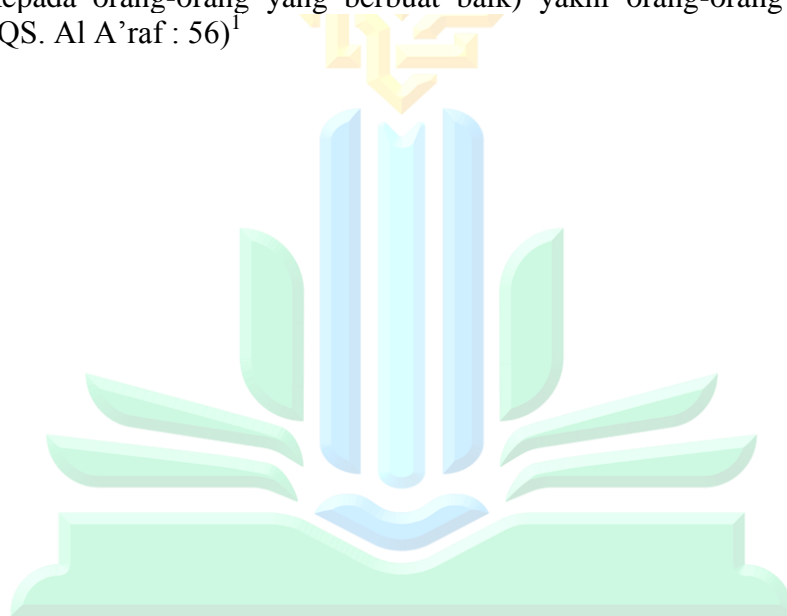 kepada orang-orang yang berbuat baik) yakni orang-orang
QS. Al A’raf : 56)1